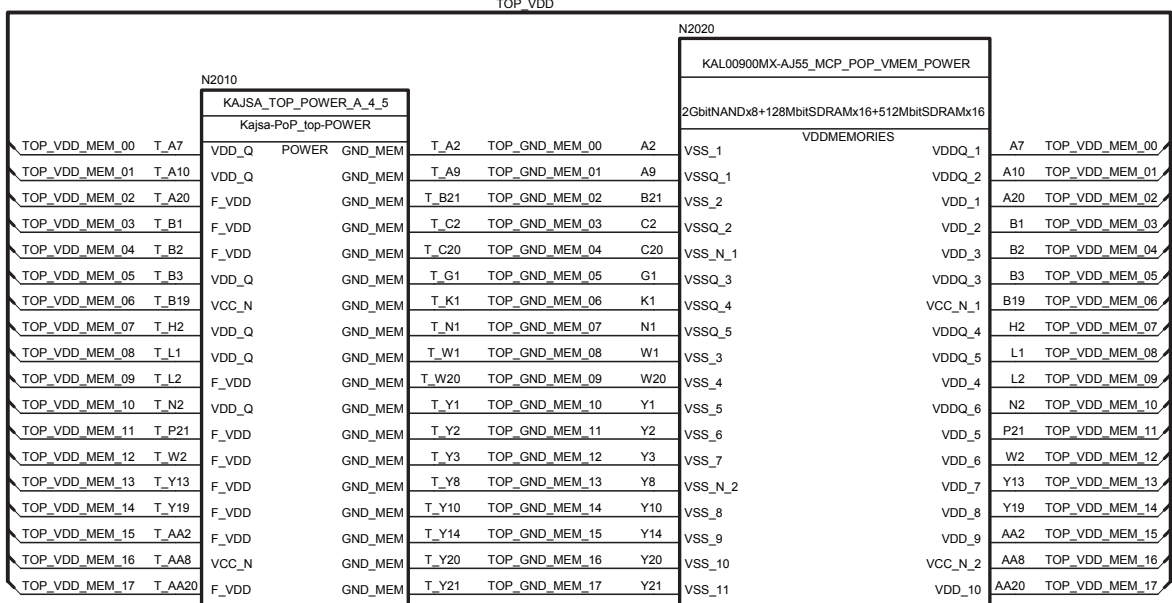 TOP_VDD
N2020
KAL00900MX-AJ55_MCP_POP_VMEM_POWER
N2010
KAJSA_TOP_POWER_A_4_5
2GbitNANDx8+128MbitSDRAMx16+512MbitSDRAMx16
Kajsa-PoP_top-POWER
VDDMEMORIES
TOP_VDD_MEM_00 T_A7 VDD_Q POWER GND_MEM T_A2 TOP_GND_MEM_00 A2 VSS_1 VDDQ_1 A7 TOP_VDD_MEM_00
TOP_VDD_MEM_01 T_A10 VDD_Q GND_MEM T_A9 TOP_GND_MEM_01 A9 VSSQ_1 VDDQ_2 A10 TOP_VDD_MEM_01
TOP_VDD_MEM_02 T_A20 F_VDD GND_MEM T_B21 TOP_GND_MEM_02 B21 VSS_2 VDD_1 A20 TOP_VDD_MEM_02
TOP_VDD_MEM_03 T_B1 F_VDD GND_MEM T_C2 TOP_GND_MEM_03 C2 VSSQ_2 VDD_2 B1 TOP_VDD_MEM_03
TOP_VDD_MEM_04 T_B2 F_VDD GND_MEM T_C20 TOP_GND_MEM_04 C20 VSS_N_1 VDD_3 B2 TOP_VDD_MEM_04
TOP_VDD_MEM_05 T_B3 VDD_Q GND_MEM T_G1 TOP_GND_MEM_05 G1 VSSQ_3 VDDQ_3 B3 TOP_VDD_MEM_05
TOP_VDD_MEM_06 T_B19 VCC_N GND_MEM T_K1 TOP_GND_MEM_06 K1 VSSQ_4 VCC_N_1 B19 TOP_VDD_MEM_06
TOP_VDD_MEM_07 T_H2 VDD_Q GND_MEM T_N1 TOP_GND_MEM_07 N1 VSSQ_5 VDDQ_4 H2 TOP_VDD_MEM_07
TOP_VDD_MEM_08 T_L1 VDD_Q GND_MEM T_W1 TOP_GND_MEM_08 W1 VSS_3 VDDQ_5 L1 TOP_VDD_MEM_08
TOP_VDD_MEM_09 T_L2 F_VDD GND_MEM T_W20 TOP_GND_MEM_09 W20 VSS_4 VDD_4 L2 TOP_VDD_MEM_09
TOP_VDD_MEM_10 T_N2 VDD_Q GND_MEM T_Y1 TOP_GND_MEM_10 Y1 VSS_5 VDDQ_6 N2 TOP_VDD_MEM_10
TOP_VDD_MEM_11 T_P21 F_VDD GND_MEM T_Y2 TOP_GND_MEM_11 Y2 VSS_6 VDD_5 P21 TOP_VDD_MEM_11
TOP_VDD_MEM_12 T_W2 F_VDD GND_MEM T_Y3 TOP_GND_MEM_12 Y3 VSS_7 VDD_6 W2 TOP_VDD_MEM_12
TOP_VDD_MEM_13 T_Y13 F_VDD GND_MEM T_Y8 TOP_GND_MEM_13 Y8 VSS_N_2 VDD_7 Y13 TOP_VDD_MEM_13
TOP_VDD_MEM_14 T_Y19 F_VDD GND_MEM T_Y10 TOP_GND_MEM_14 Y10 VSS_8 VDD_8 Y19 TOP_VDD_MEM_14
TOP_VDD_MEM_15 T_AA2 F_VDD GND_MEM T_Y14 TOP_GND_MEM_15 Y14 VSS_9 VDD_9 AA2 TOP_VDD_MEM_15
TOP_VDD_MEM_16 T_AA8 VCC_N GND_MEM T_Y20 TOP_GND_MEM_16 Y20 VSS_10 VCC_N_2 AA8 TOP_VDD_MEM_16
TOP_VDD_MEM_17 T_AA20 F_VDD GND_MEM T_Y21 TOP_GND_MEM_17 Y21 VSS_11 VDD_10 AA20 TOP_VDD_MEM_17